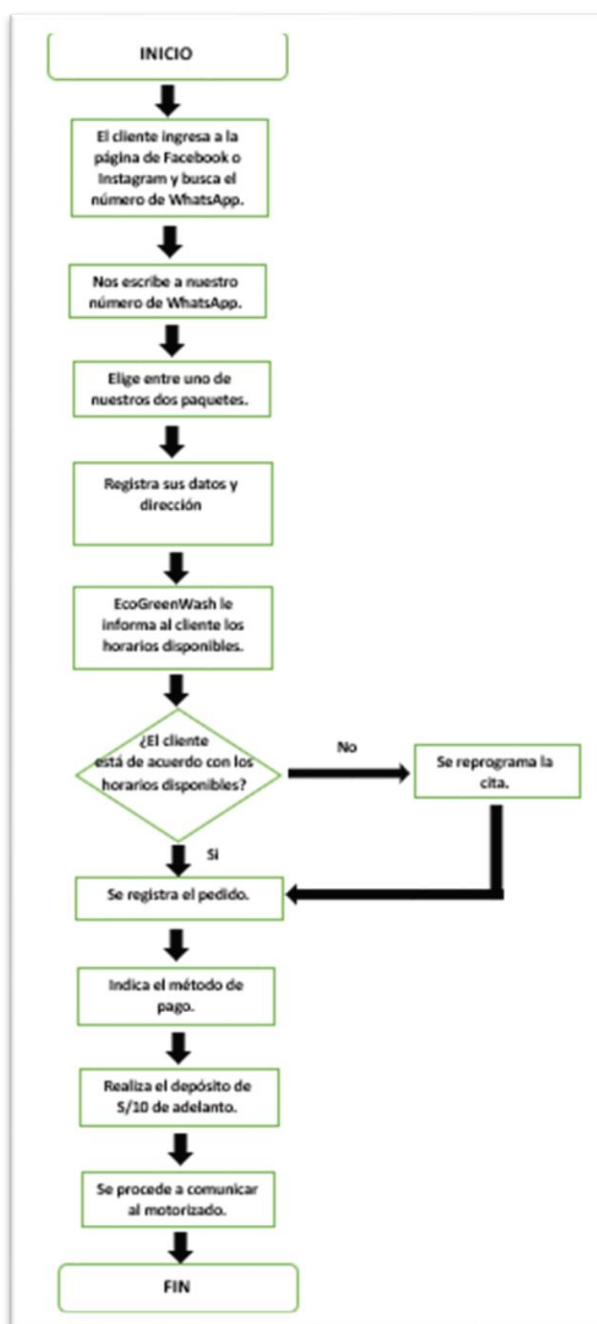 INICIO
El cliente ingresa a la
página de Facebook o
Instagram y busca el
número de WhatsApp.
Nos escribe a nuestro
número de WhatsApp.
Elige entre uno de
nuestros dos paquetes.
Registra sus datos y
dirección
EcoGreenWash le
informa al cliente los
horarios disponibles.
¿El cliente
está de acuerdo con los
horarios disponibles?
No
Se reprograma la
cita.
Si
Se registra el pedido.
Indica el método de
pago.
Realiza el depósito de
S/10 de adelanto.
Se procede a comunicar
al motorizado.
FIN